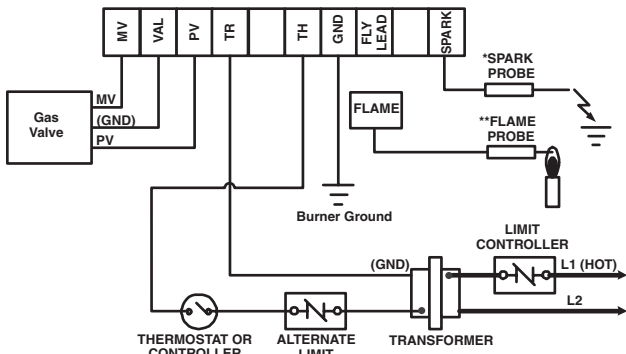 MV
VAL
PV
TR
TH
GND
FLY
LEAD
SPARK
*SPARK
PROBE
Gas
Valve
MV
(GND)
PV
FLAME
**FLAME
PROBE
Burner Ground
LIMIT
CONTROLLER
(GND)
L1 (HOT)
L2
THERMOSTAT OR
CONTROLLER
ALTERNATE
LIMIT
TRANSFORMER